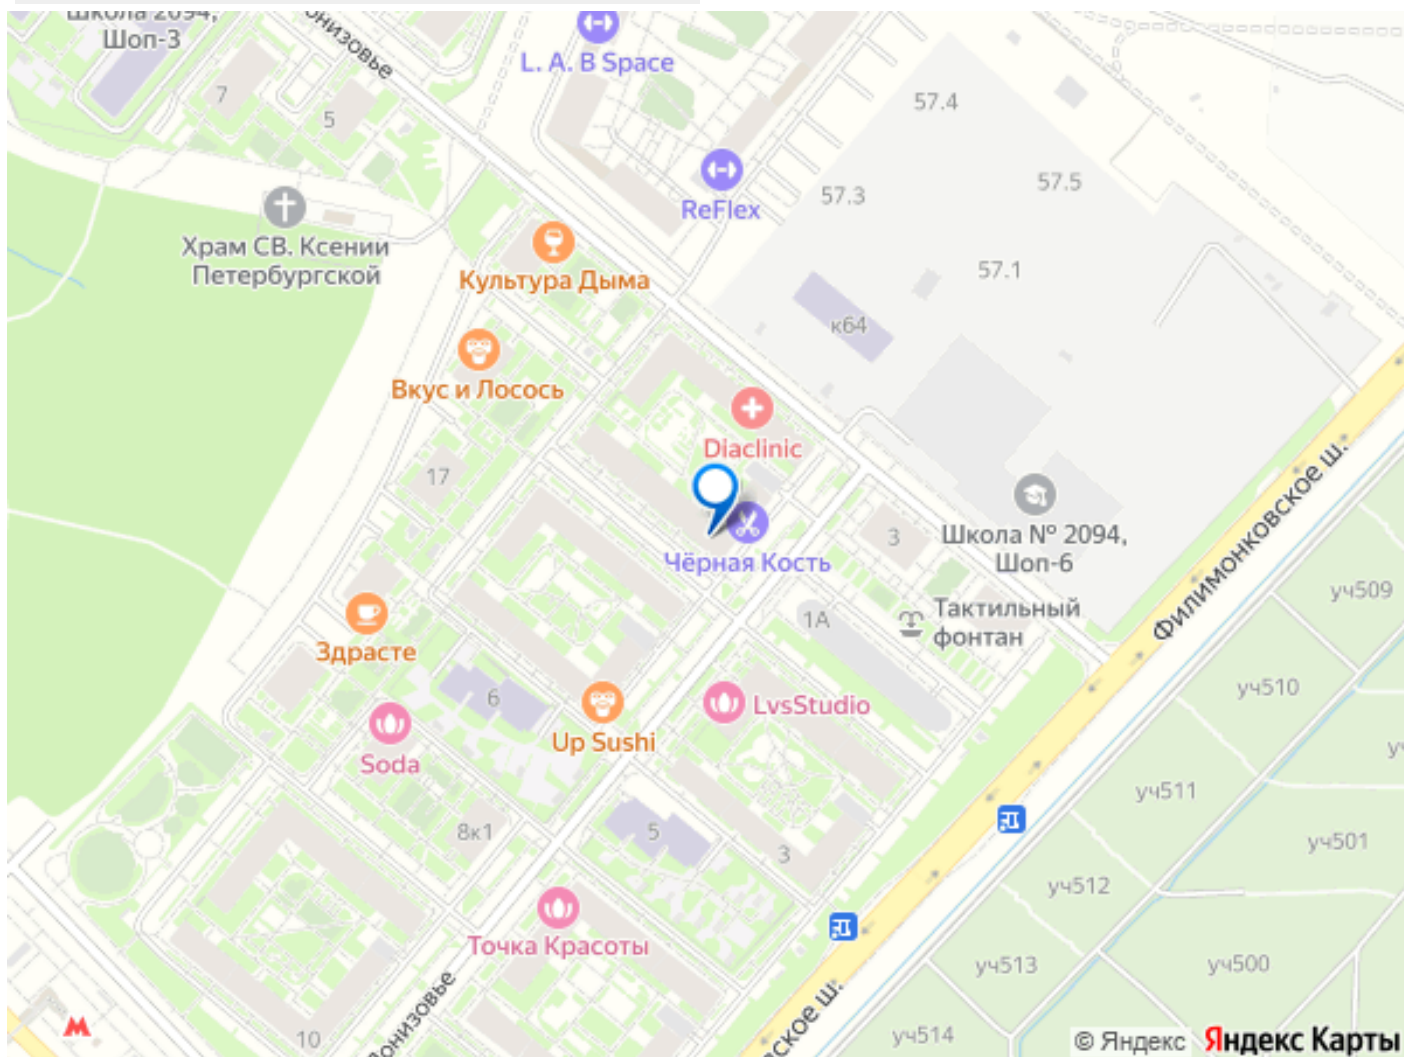 Школа 2094,
Шоп-3
онизовье
L. A. B Space
7
5
57.4
57.5
57.3
ReFlex
Храм СВ. Ксении
Петербургской
Культура Дыма
57.1
к64
Вкус и Лосось
Diaclinic
17
Филимонковское ш.
3
Школа № 2094,
Шоп-6
Чёрная Кость
уч509
1А
Тактильный
фонтан
Здрасте
6
уч510
LvsStudio
Up Sushi
Soda
уч
уч511
8к1
5
3
уч501
уч512
Точка Красоты
уч513
уч500
онизовье
10
вское ш.
уч514
© Яндекс
Яндекс Карты